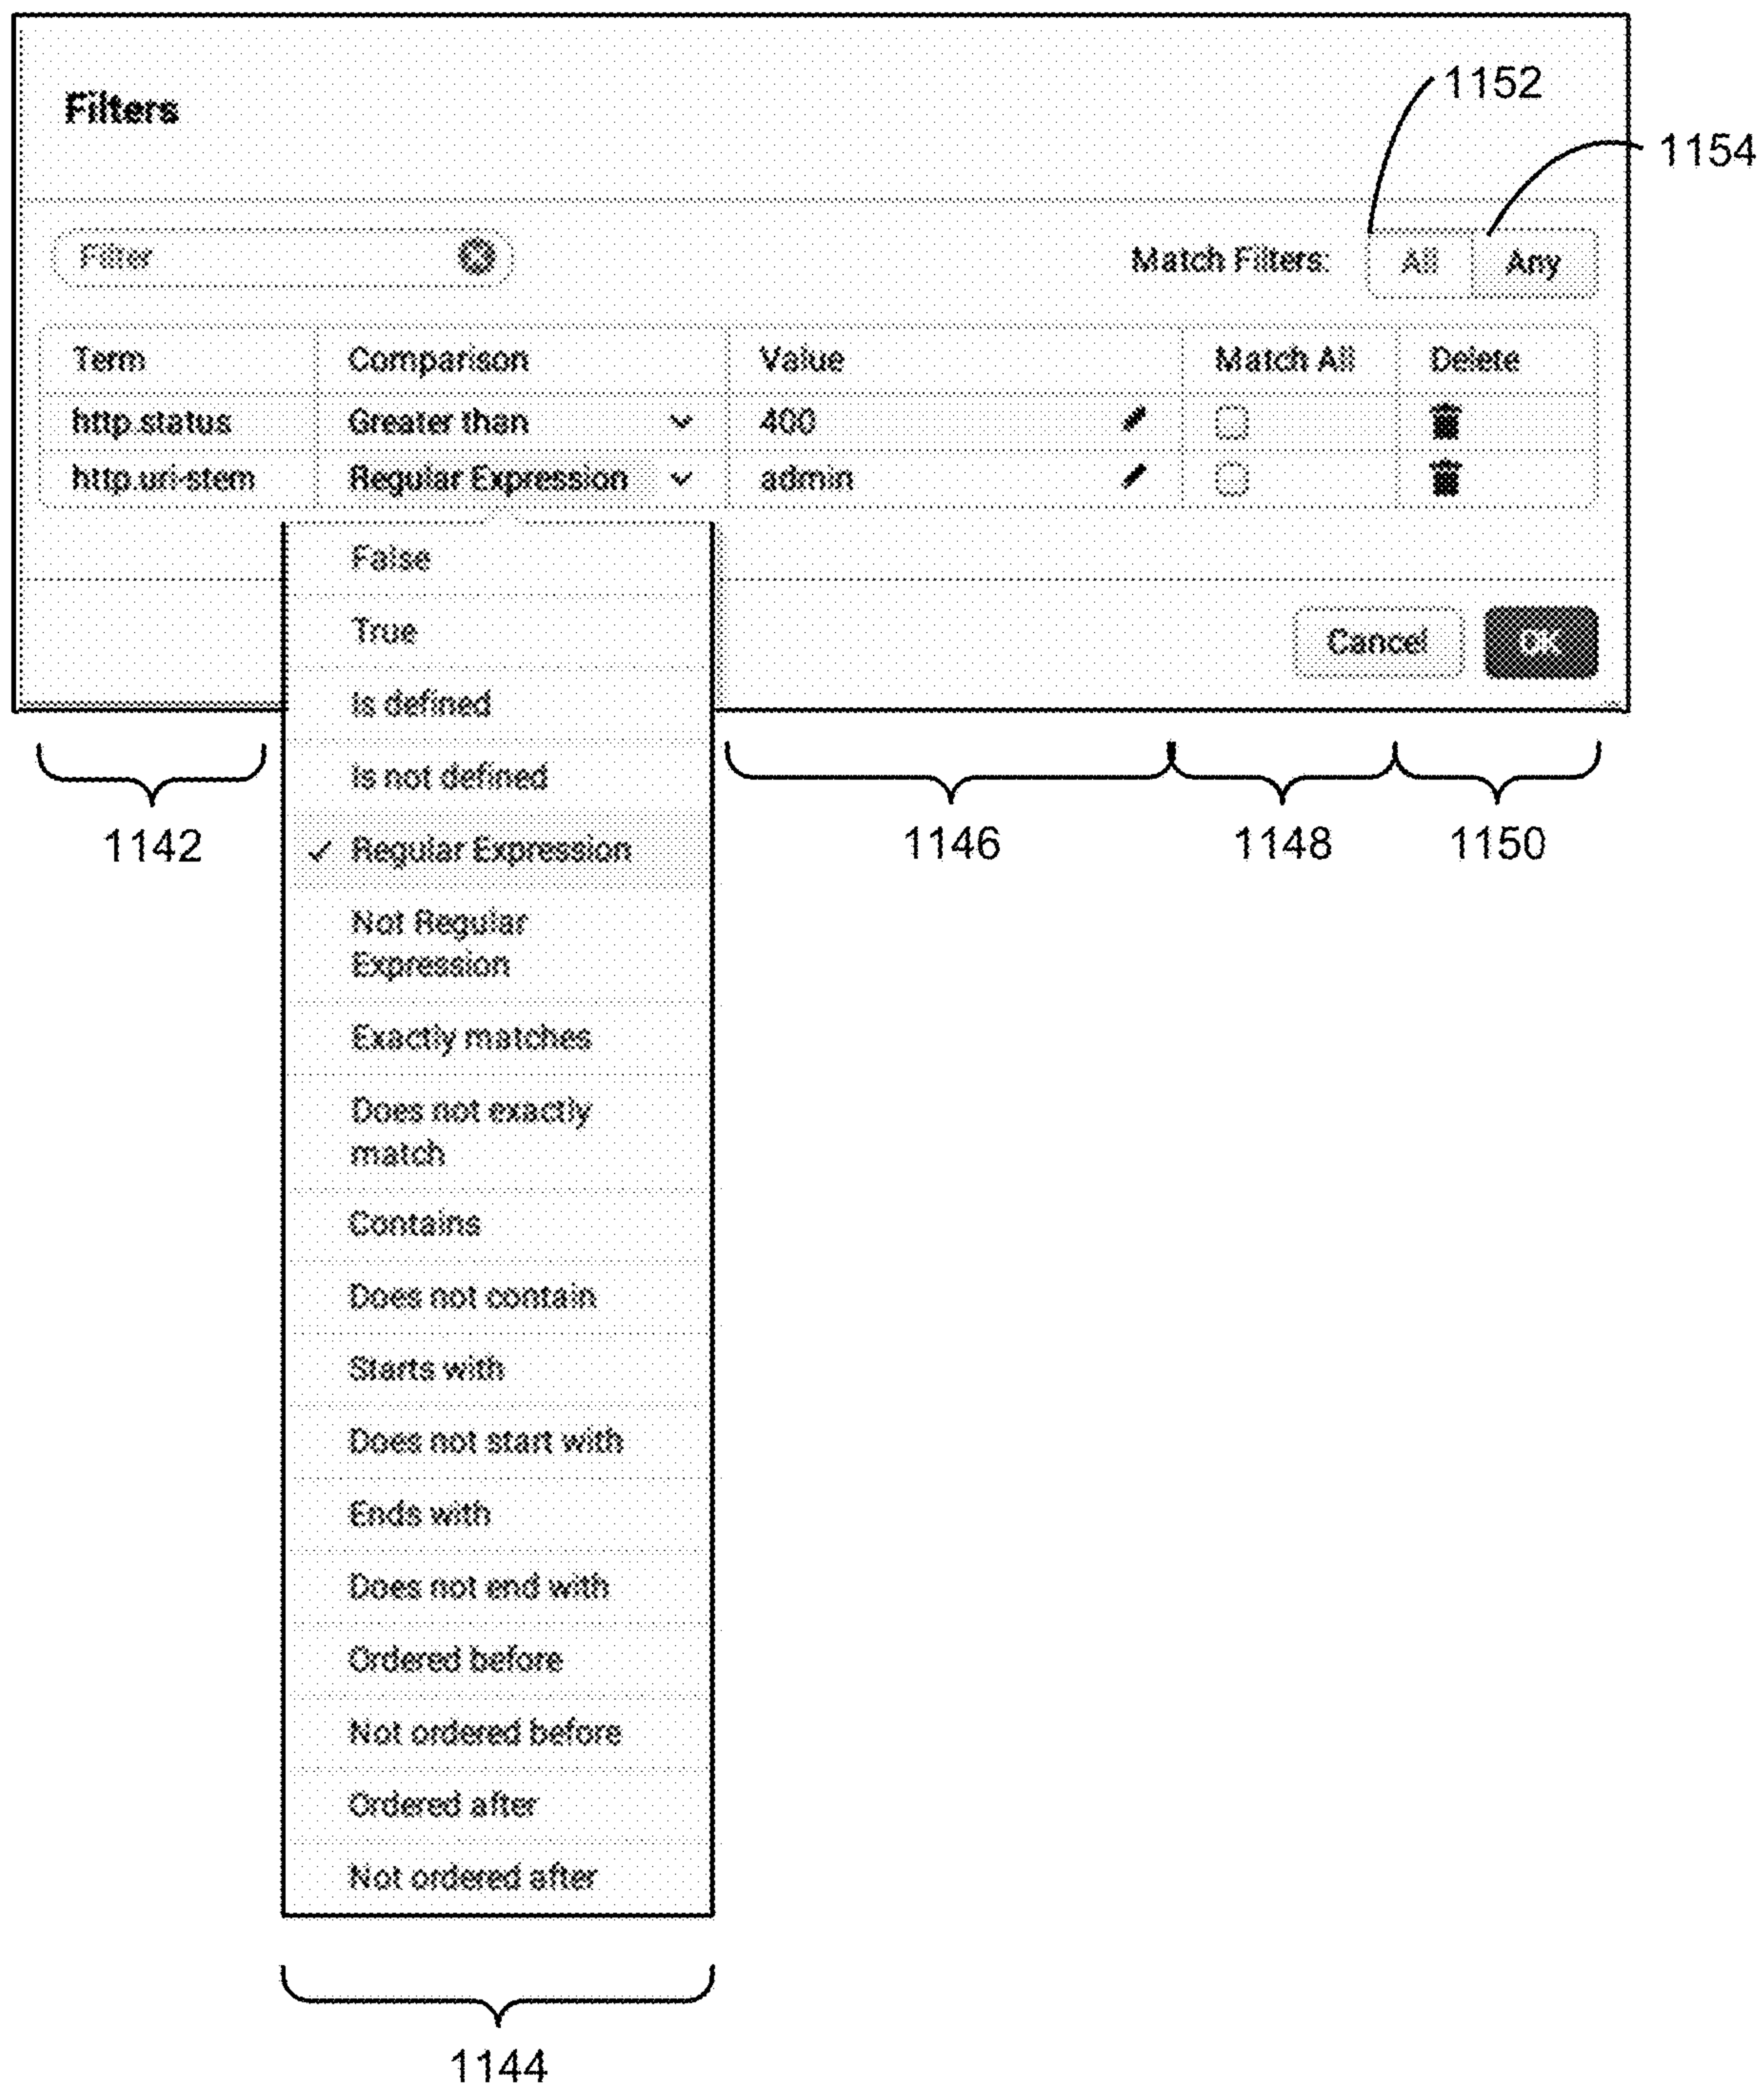 1152
Filters
1154
Filter
Match Filters: All Any
Term Comparison Value Match All Delete
http.status Greater than 400
http.uri-stem Regular Expression admin
False
True
Cancel OK
Is defined
Is not defined
1142 1146 1148 1150
Regular Expression
Not Regular
Expression
Exactly matches
Does not exactly
match
Contains
Does not contain
Starts with
Does not start with
Ends with
Does not end with
Ordered before
Not ordered before
Ordered after
Not ordered after
1144